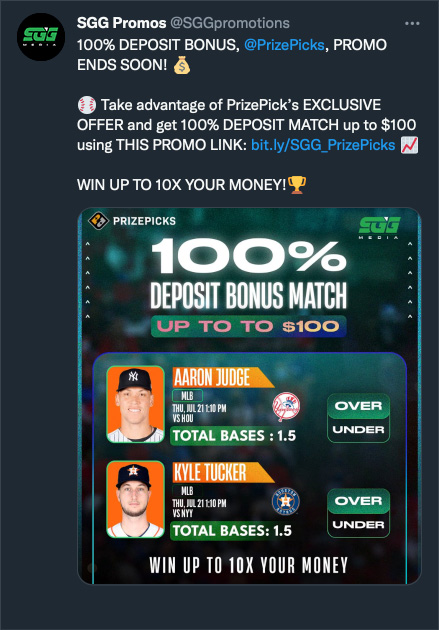 SGG Promos @SGGpromotions
100% DEPOSIT BONUS, @PrizePicks, PROMO
ENDS SOON! 💰
⚾ Take advantage of PrizePick's EXCLUSIVE
OFFER and get 100% DEPOSIT MATCH up to $100
using THIS PROMO LINK: bit.ly/SGG_PrizePicks 📈
WIN UP TO 10X YOUR MONEY!🏆
SGG
MEDIA
PRIZEPICKS
SGG
MEDIA
100%
DEPOSIT BONUS MATCH
UP TO TO $100
AARON JUDGE
MLB
THU, JUL 21 1:10 PM
VS HOU
TOTAL BASES : 1.5
Yankees
OVER
UNDER
KYLE TUCKER
MLB
THU, JUL 21 1:10 PM
VS NYY
TOTAL BASES : 1.5
OVER
UNDER
WIN UP TO 10X YOUR MONEY